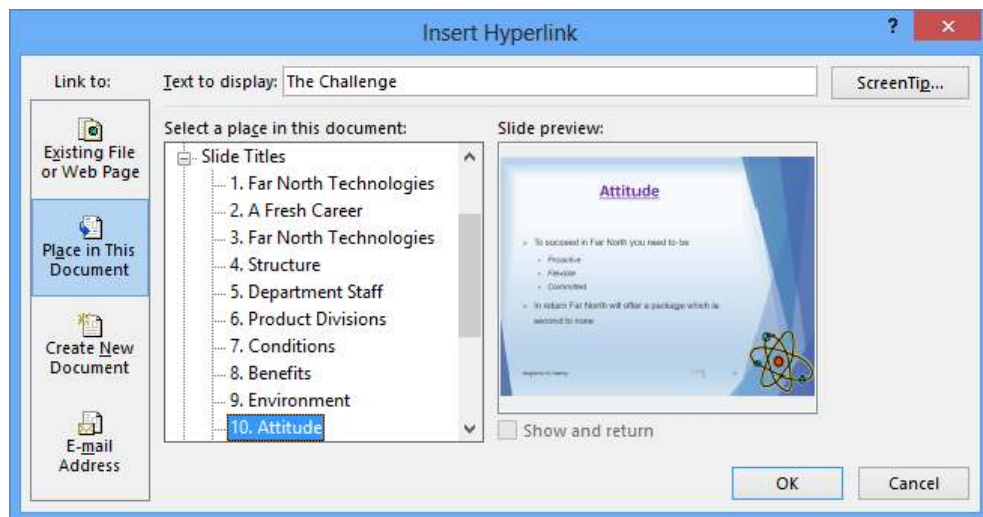 Insert Hyperlink
?
Link to:
Text to display: The Challenge
ScreenTip...
Existing File
or Web Page
Place in This
Document
Create New
Document
E-mail
Address
Select a place in this document:
Slide Titles
1. Far North Technologies
2. A Fresh Career
3. Far North Technologies
4. Structure
5. Department Staff
6. Product Divisions
7. Conditions
8. Benefits
9. Environment
10. Attitude
Slide preview:
Attitude
To succeed in Far North you need to be
Proactive
Flexible
Committed
In return Far North will offer a package which is
second to none
Show and return
OK
Cancel